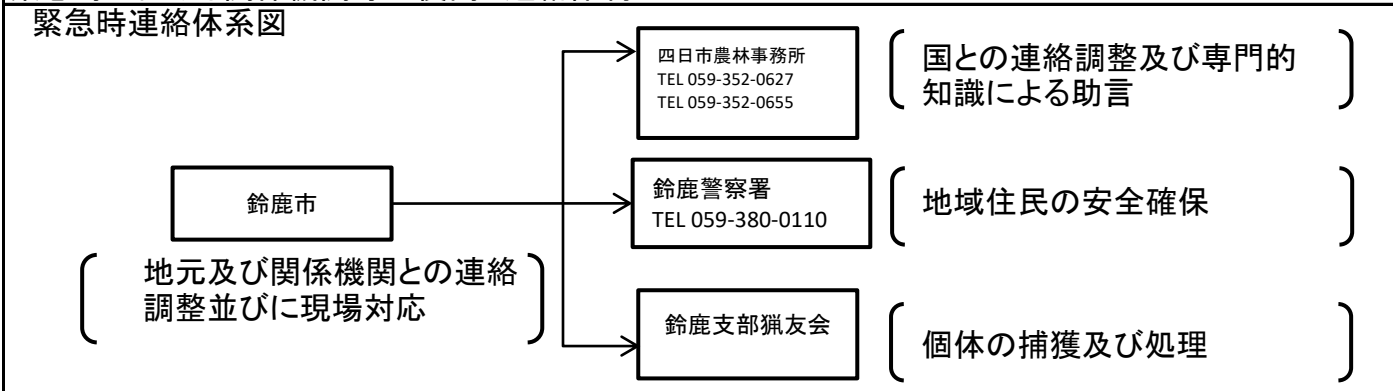 緊急時連絡体系図
四日市農林事務所
TEL 059-352-0627
TEL 059-352-0655
国との連絡調整及び専門的
知識による助言
鈴鹿市
地元及び関係機関との連絡
調整並びに現場対応
鈴鹿警察署
TEL 059-380-0110
地域住民の安全確保
鈴鹿支部猟友会
個体の捕獲及び処理